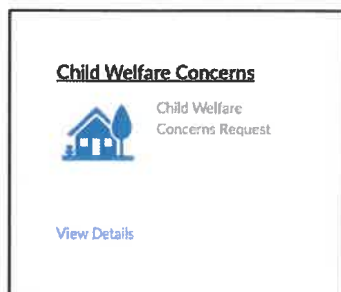 Child Welfare Concerns
Child Welfare
Concerns Request
View Details